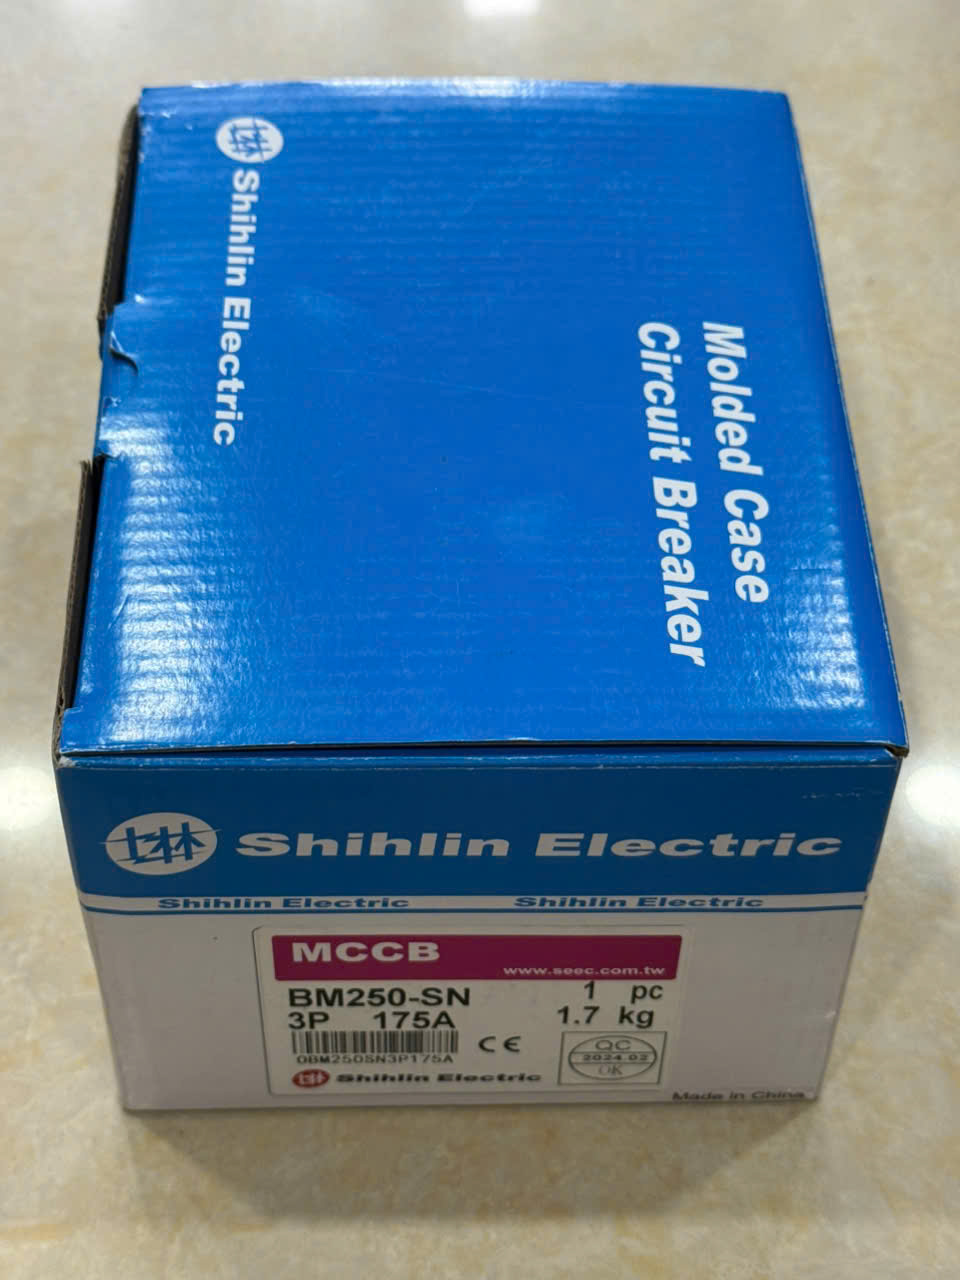 Shihlin Electric
Molded Case
Circuit Breaker
Shihlin Electric
Shihlin Electric Shihlin Electric
MCCB
www.seec.com.tw
BM250-SN 1 pc
3P 175A 1.7 kg
CE
0BM250SN3P175A
QC
2024.02
OK
Shihlin Electric
Made in China